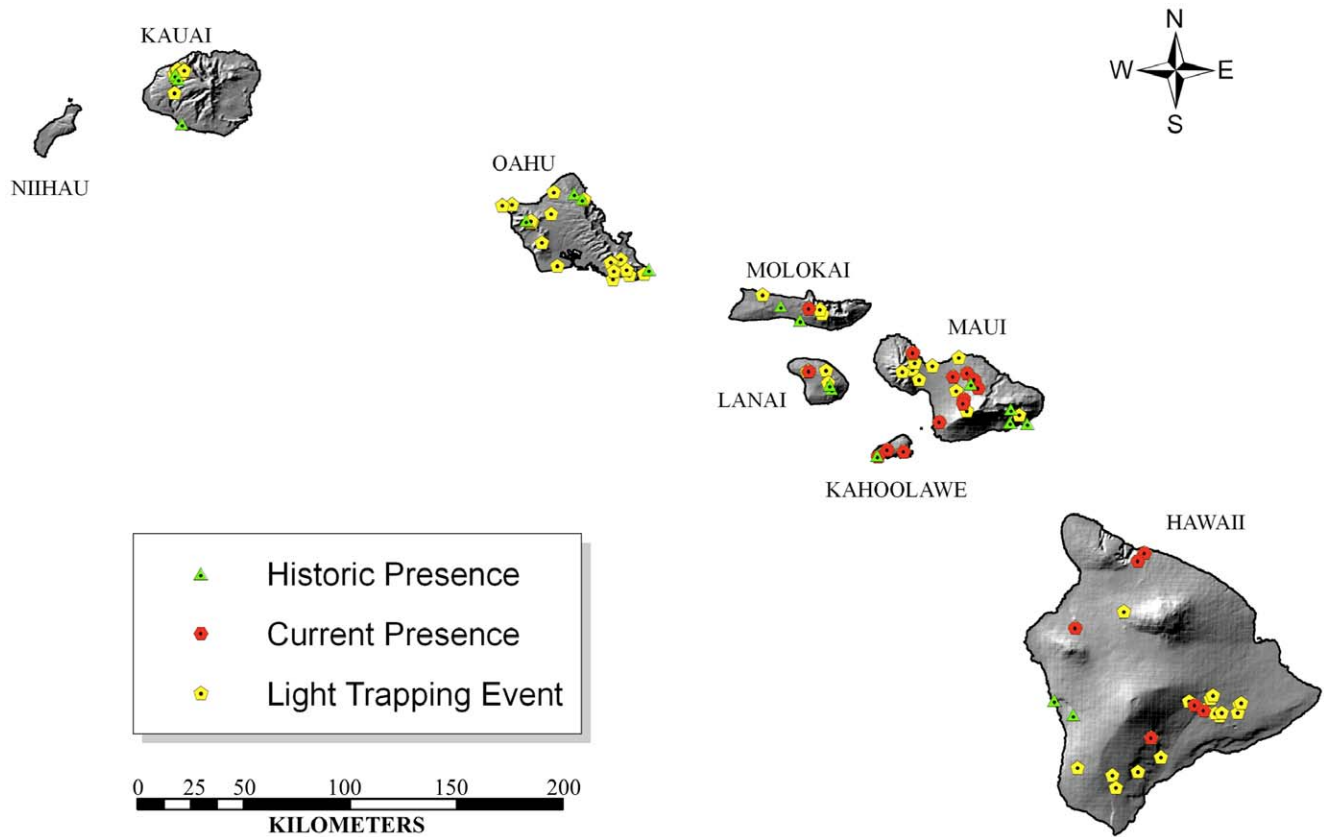 KAUAI
N
W
E
S
NIIHAU
OAHU
MOLOKAI
MAUI
LANAI
KAHOOLAWE
HAWAII
Historic Presence
Current Presence
Light Trapping Event
0 25 50 100 150 200
KILOMETERS